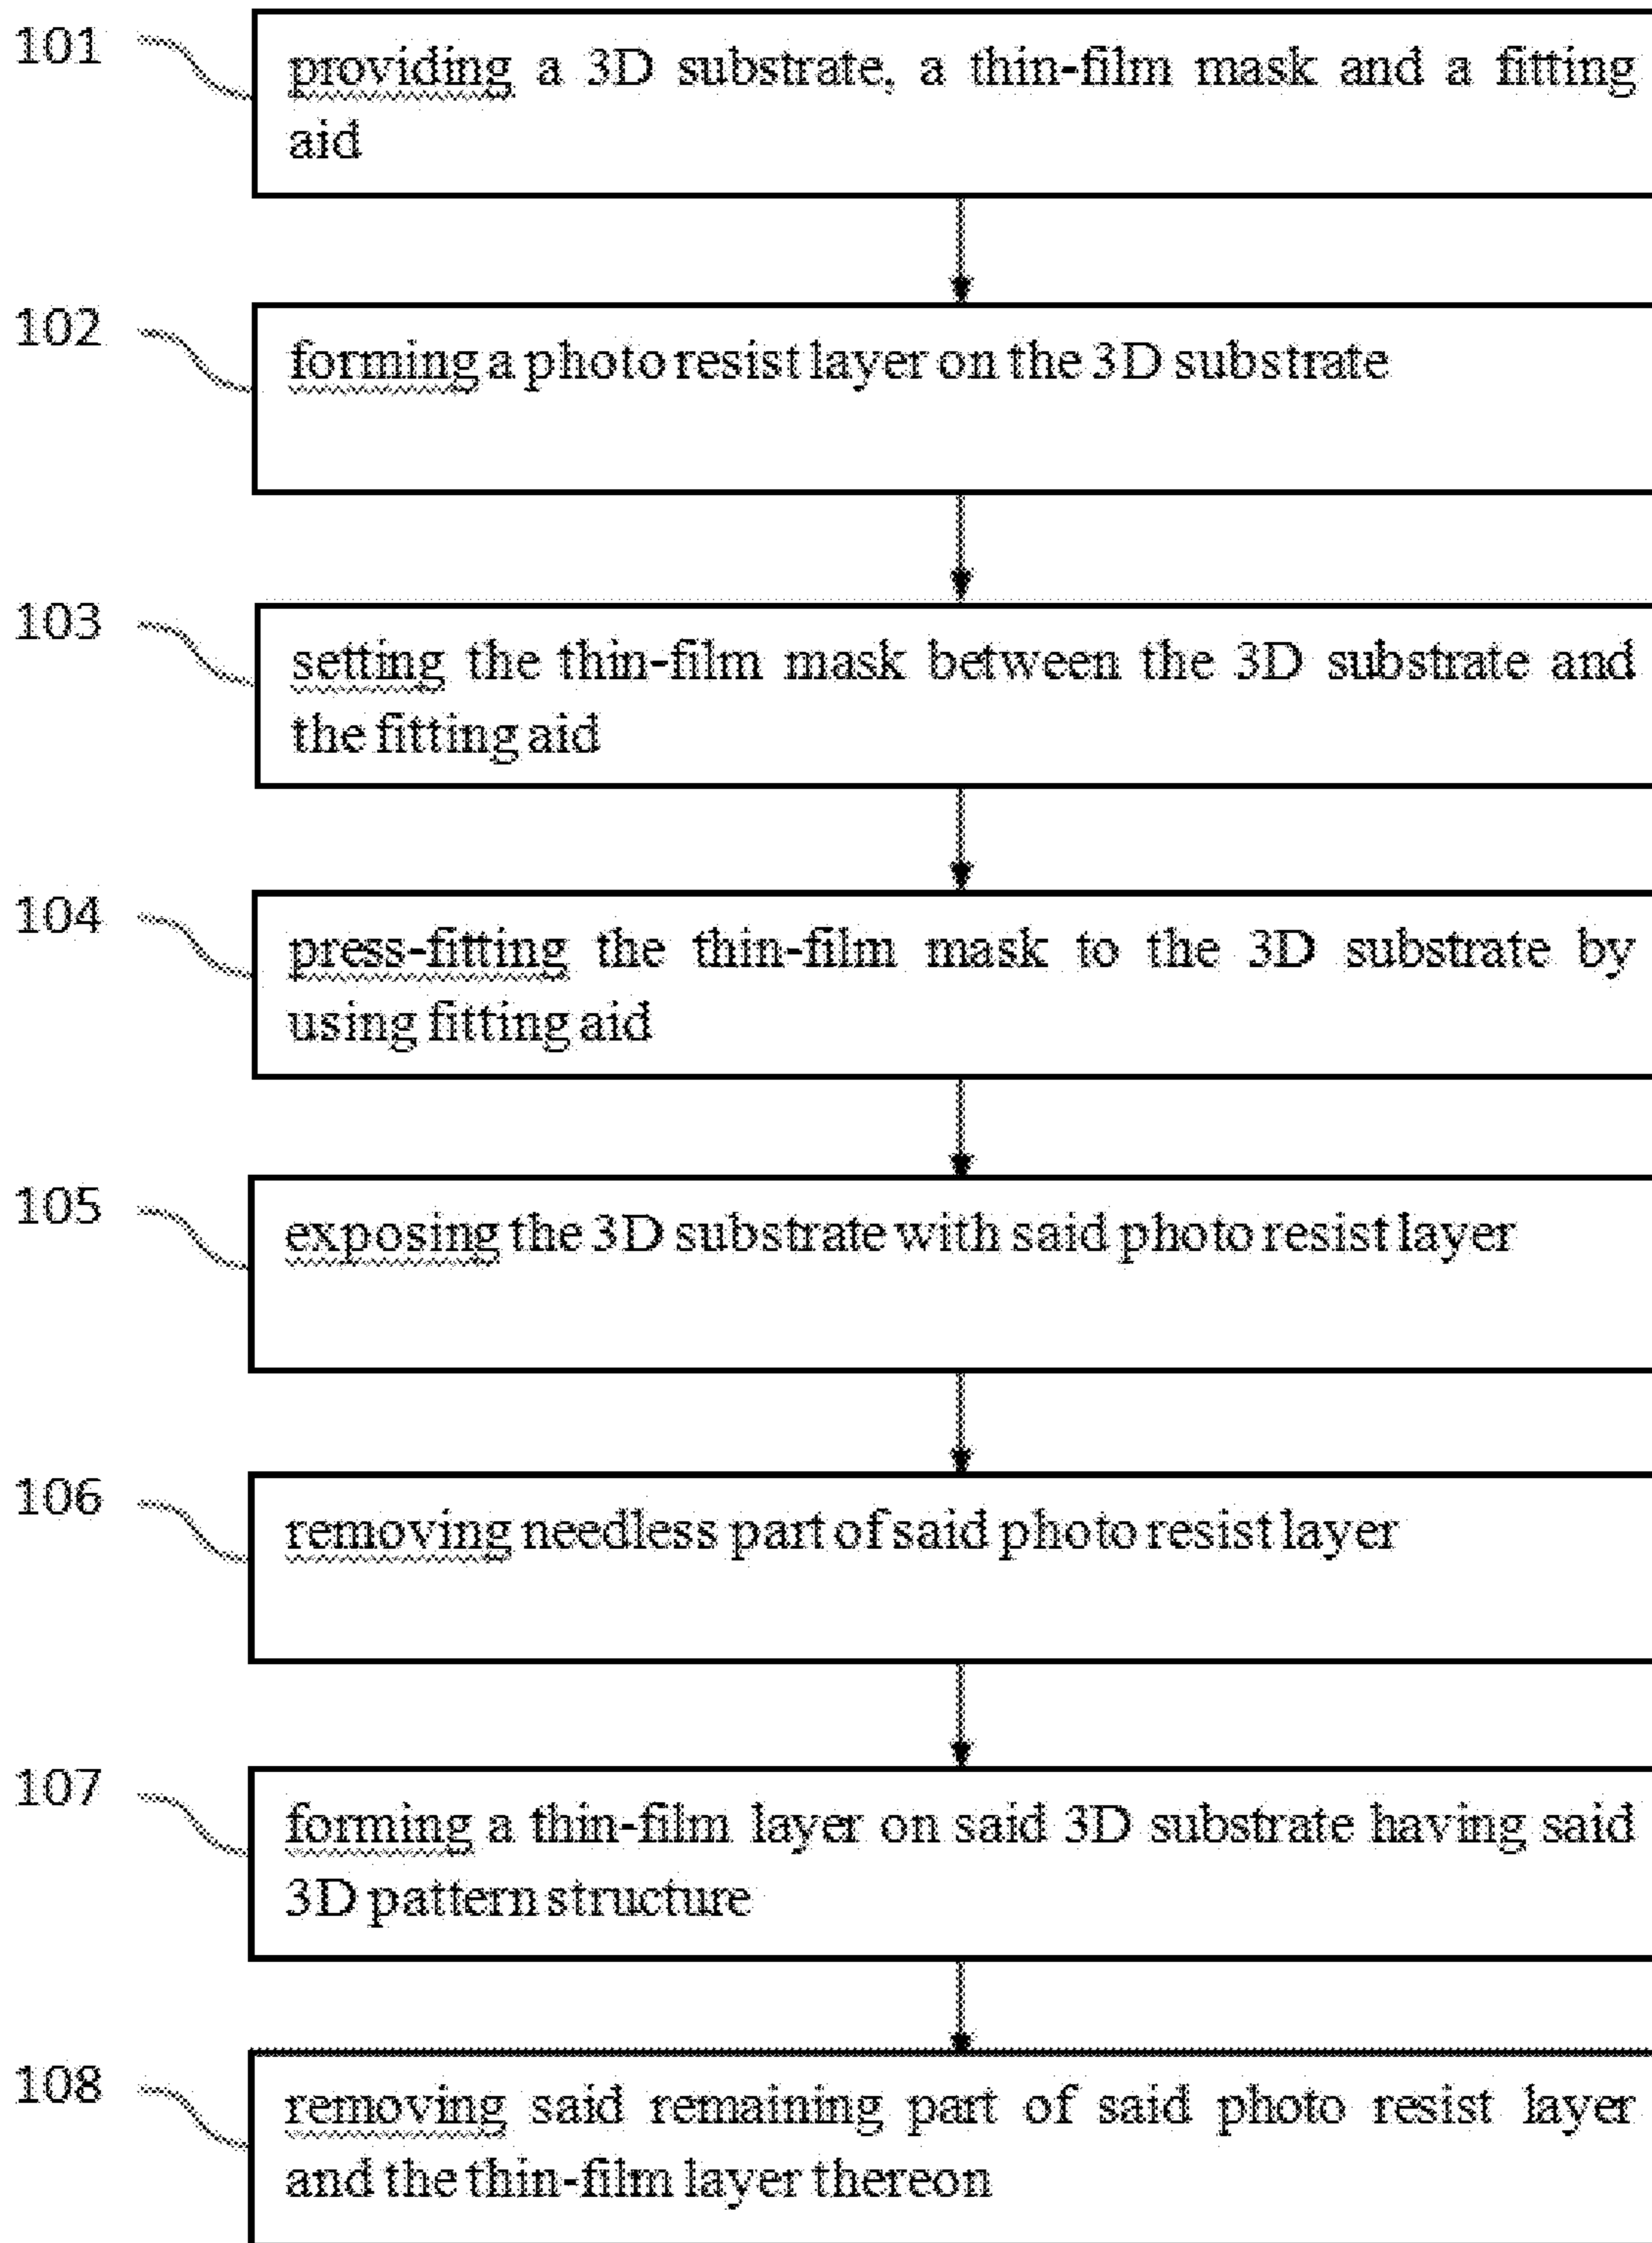 101
providing a 3D substrate, a thin-film mask and a fitting
aid
102
forming a photo resist layer on the 3D substrate
103
setting the thin-film mask between the 3D substrate and
the fitting aid
104
press-fitting the thin-film mask to the 3D substrate by
using fitting aid
105
exposing the 3D substrate with said photo resist layer
106
removing needless part of said photo resist layer
107
forming a thin-film layer on said 3D substrate having said
3D pattern structure
108
removing said remaining part of said photo resist layer
and the thin-film layer thereon